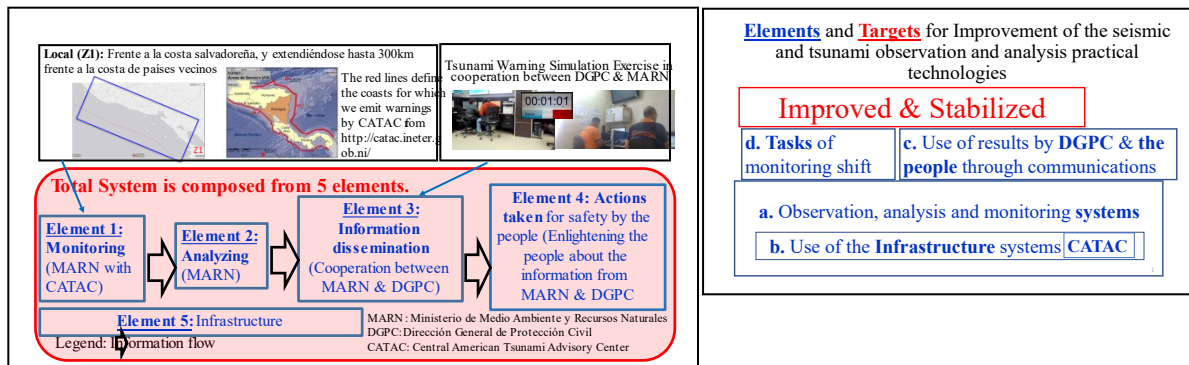 Local (Z1): Frente a la costa salvadoreña, y extendiéndose hasta 300km
frente a la costa de países vecinos
Z1
The red lines define
the coasts for which
we emit warnings
by CATAC from
http://catac.ineter.g
ob.ni/
Tsunami Warning Simulation Exercise in
cooperation between DGPC & MARN
00:01:01
Total System is composed from 5 elements.
Element 1:
Monitoring
(MARN with
CATAC)
Element 2:
Analyzing
(MARN)
Element 3:
Information
dissemination
(Cooperation between
MARN & DGPC)
Element 4: Actions
taken for safety by the
people (Enlightening the
people about the
information from
MARN & DGPC
Element 5: Infrastructure
Legend: Information flow
MARN : Ministerio de Medio Ambiente y Recursos Naturales
DGPC: Dirección General de Protección Civil
CATAC: Central American Tsunami Advisory Center
Elements and Targets for Improvement of the seismic
and tsunami observation and analysis practical
technologies
Improved & Stabilized
d. Tasks of
monitoring shift
c. Use of results by DGPC & the
people through communications
a. Observation, analysis and monitoring systems
b. Use of the Infrastructure systems CATAC